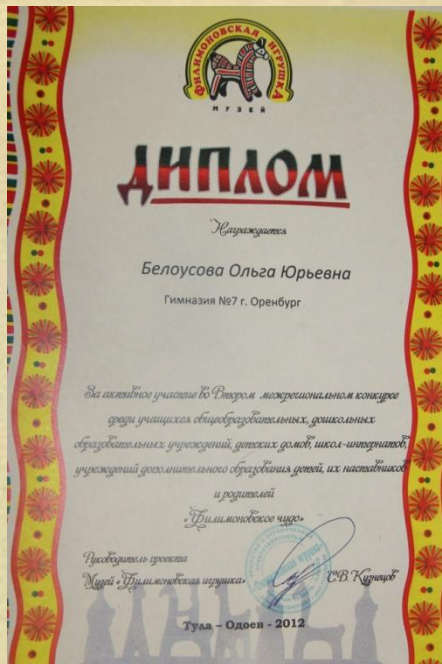 ФИЛИМОНОВСКАЯ ИГРУШКА
МУЗЕЙ
ДИПЛОМ
Награждается
Белоусова Ольга Юрьевна
Гимназия №7 г. Оренбург
За активное участие во Втором межрегиональном конкурсе
среди учащихся общеобразовательных, дошкольных
образовательных учреждений, детских домов, школ-интернатов,
учреждений дополнительного образования детей, их наставников
и родителей
«Филимоновское чудо»
Руководитель проекта
Музей «Филимоновская игрушка» С.В. Кузнецов
Тула – Одоев - 2012